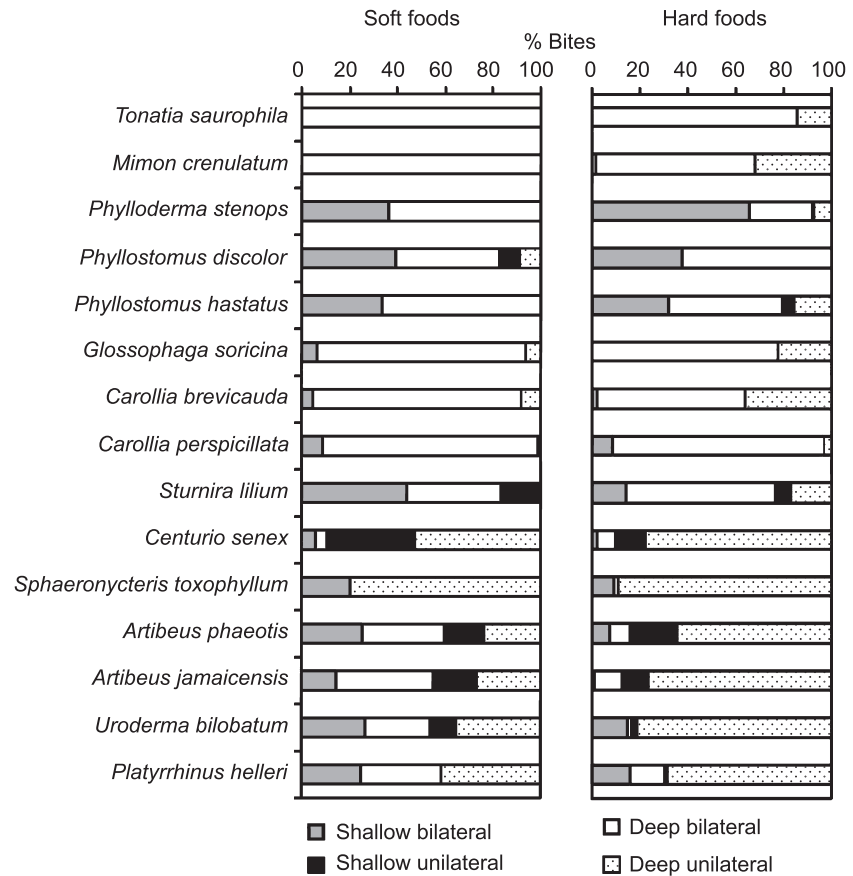 Soft foods Hard foods
% Bites
0 20 40 60 80 100 0 20 40 60 80 100
Tonatia saurophila
Mimon crenulatum
Phylloderma stenops
Phyllostomus discolor
Phyllostomus hastatus
Glossophaga soricina
Carollia brevicauda
Carollia perspicillata
Sturnira lilium
Centurio senex
Sphaeronycteris toxophyllum
Artibeus phaeotis
Artibeus jamaicensis
Uroderma bilobatum
Platyrrhinus helleri
Shallow bilateral Deep bilateral
Shallow unilateral Deep unilateral